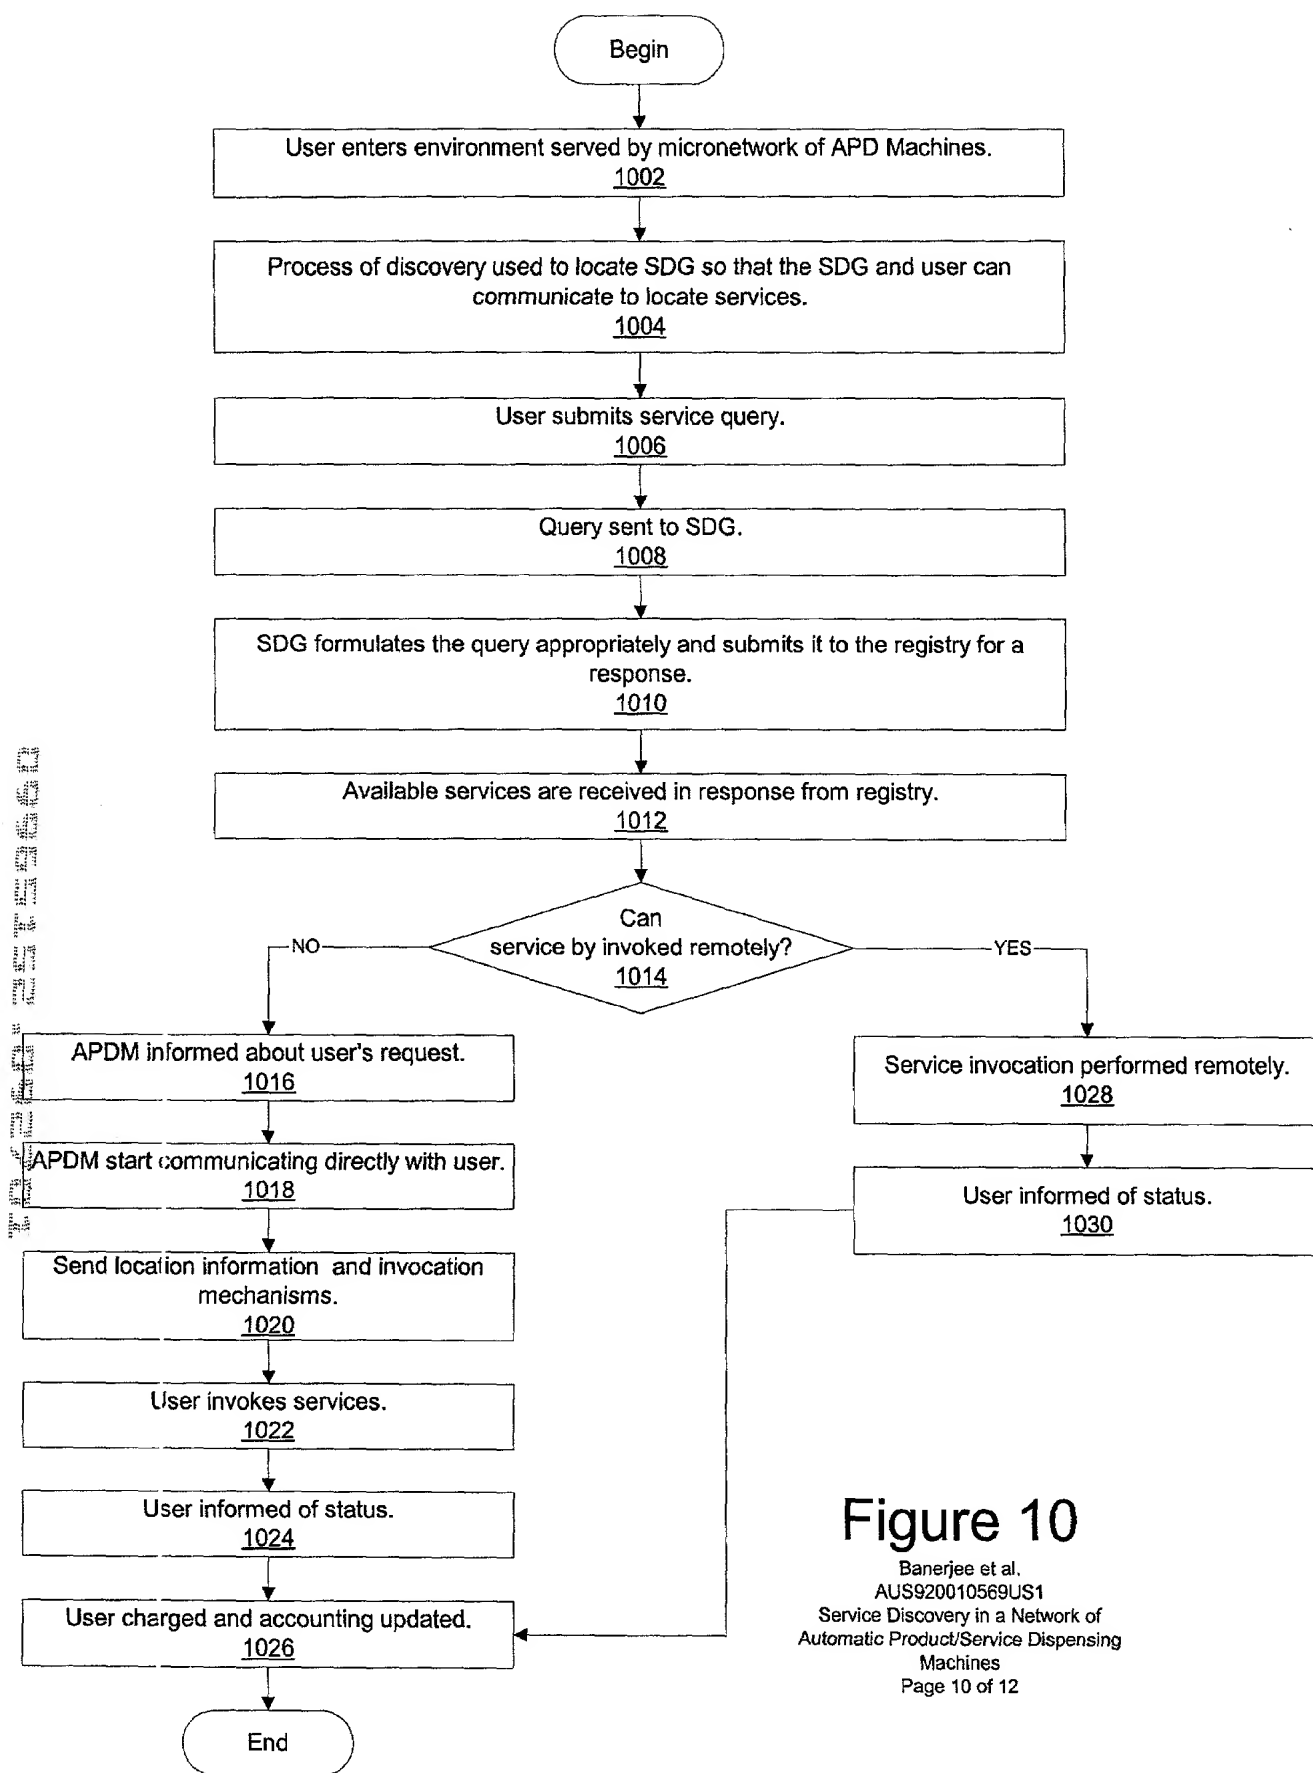 Begin
User enters environment served by micronetwork of APD Machines.
1002
Process of discovery used to locate SDG so that the SDG and user can
communicate to locate services.
1004
User submits service query.
1006
Query sent to SDG.
1008
SDG formulates the query appropriately and submits it to the registry for a
response.
1010
Available services are received in response from registry.
1012
Can
service by invoked remotely?
1014
NO
YES
APDM informed about user's request.
1016
APDM start communicating directly with user.
1018
Send location information and invocation
mechanisms.
1020
User invokes services.
1022
User informed of status.
1024
User charged and accounting updated.
1026
End
Service invocation performed remotely.
1028
User informed of status.
1030
Figure 10
Banerjee et al.
AUS920010569US1
Service Discovery in a Network of
Automatic Product/Service Dispensing
Machines
Page 10 of 12